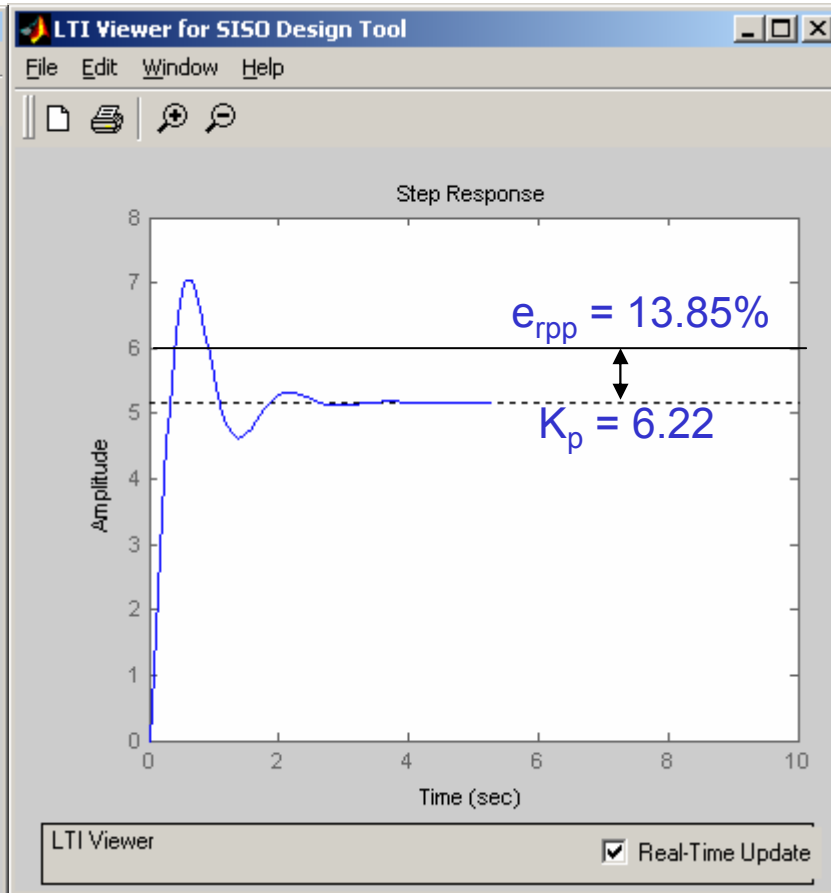 LTI Viewer for SISO Design Tool
File Edit Window Help
Step Response
8
7
6
5
4
3
2
1
0
Amplitude
e_rpp = 13.85%
K_p = 6.22
0 2 4 6 8 10
Time (sec)
LTI Viewer
Real-Time Update